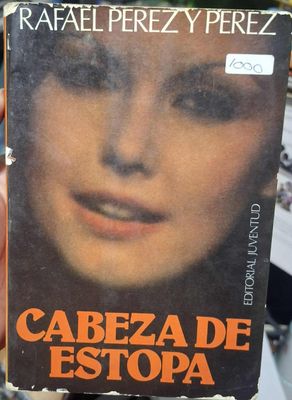 RAFAEL PEREZ Y PEREZ
1000
EDITORIAL JUVENTUD
CABEZA DE
ESTOPA